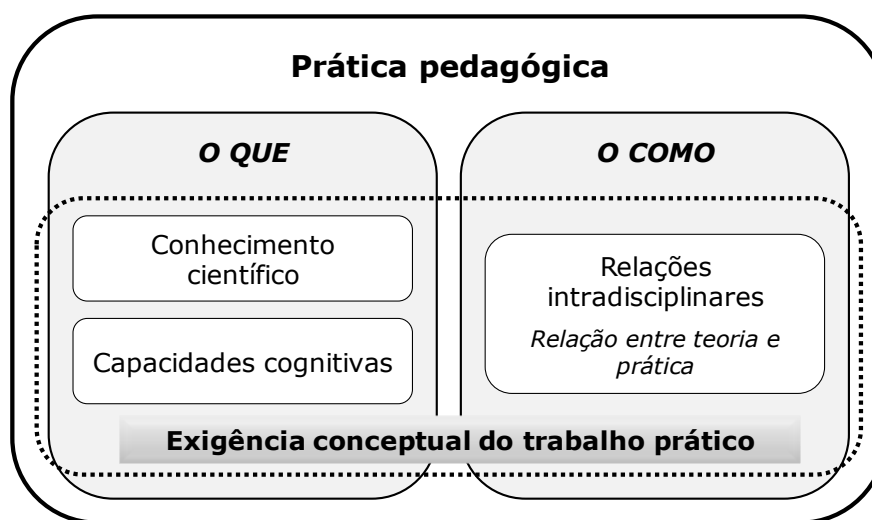 Prática pedagógica
O QUE
Conhecimento
científico
Capacidades cognitivas
O COMO
Relações
intradisciplinares
Relação entre teoria e
prática
Exigência conceptual do trabalho prático